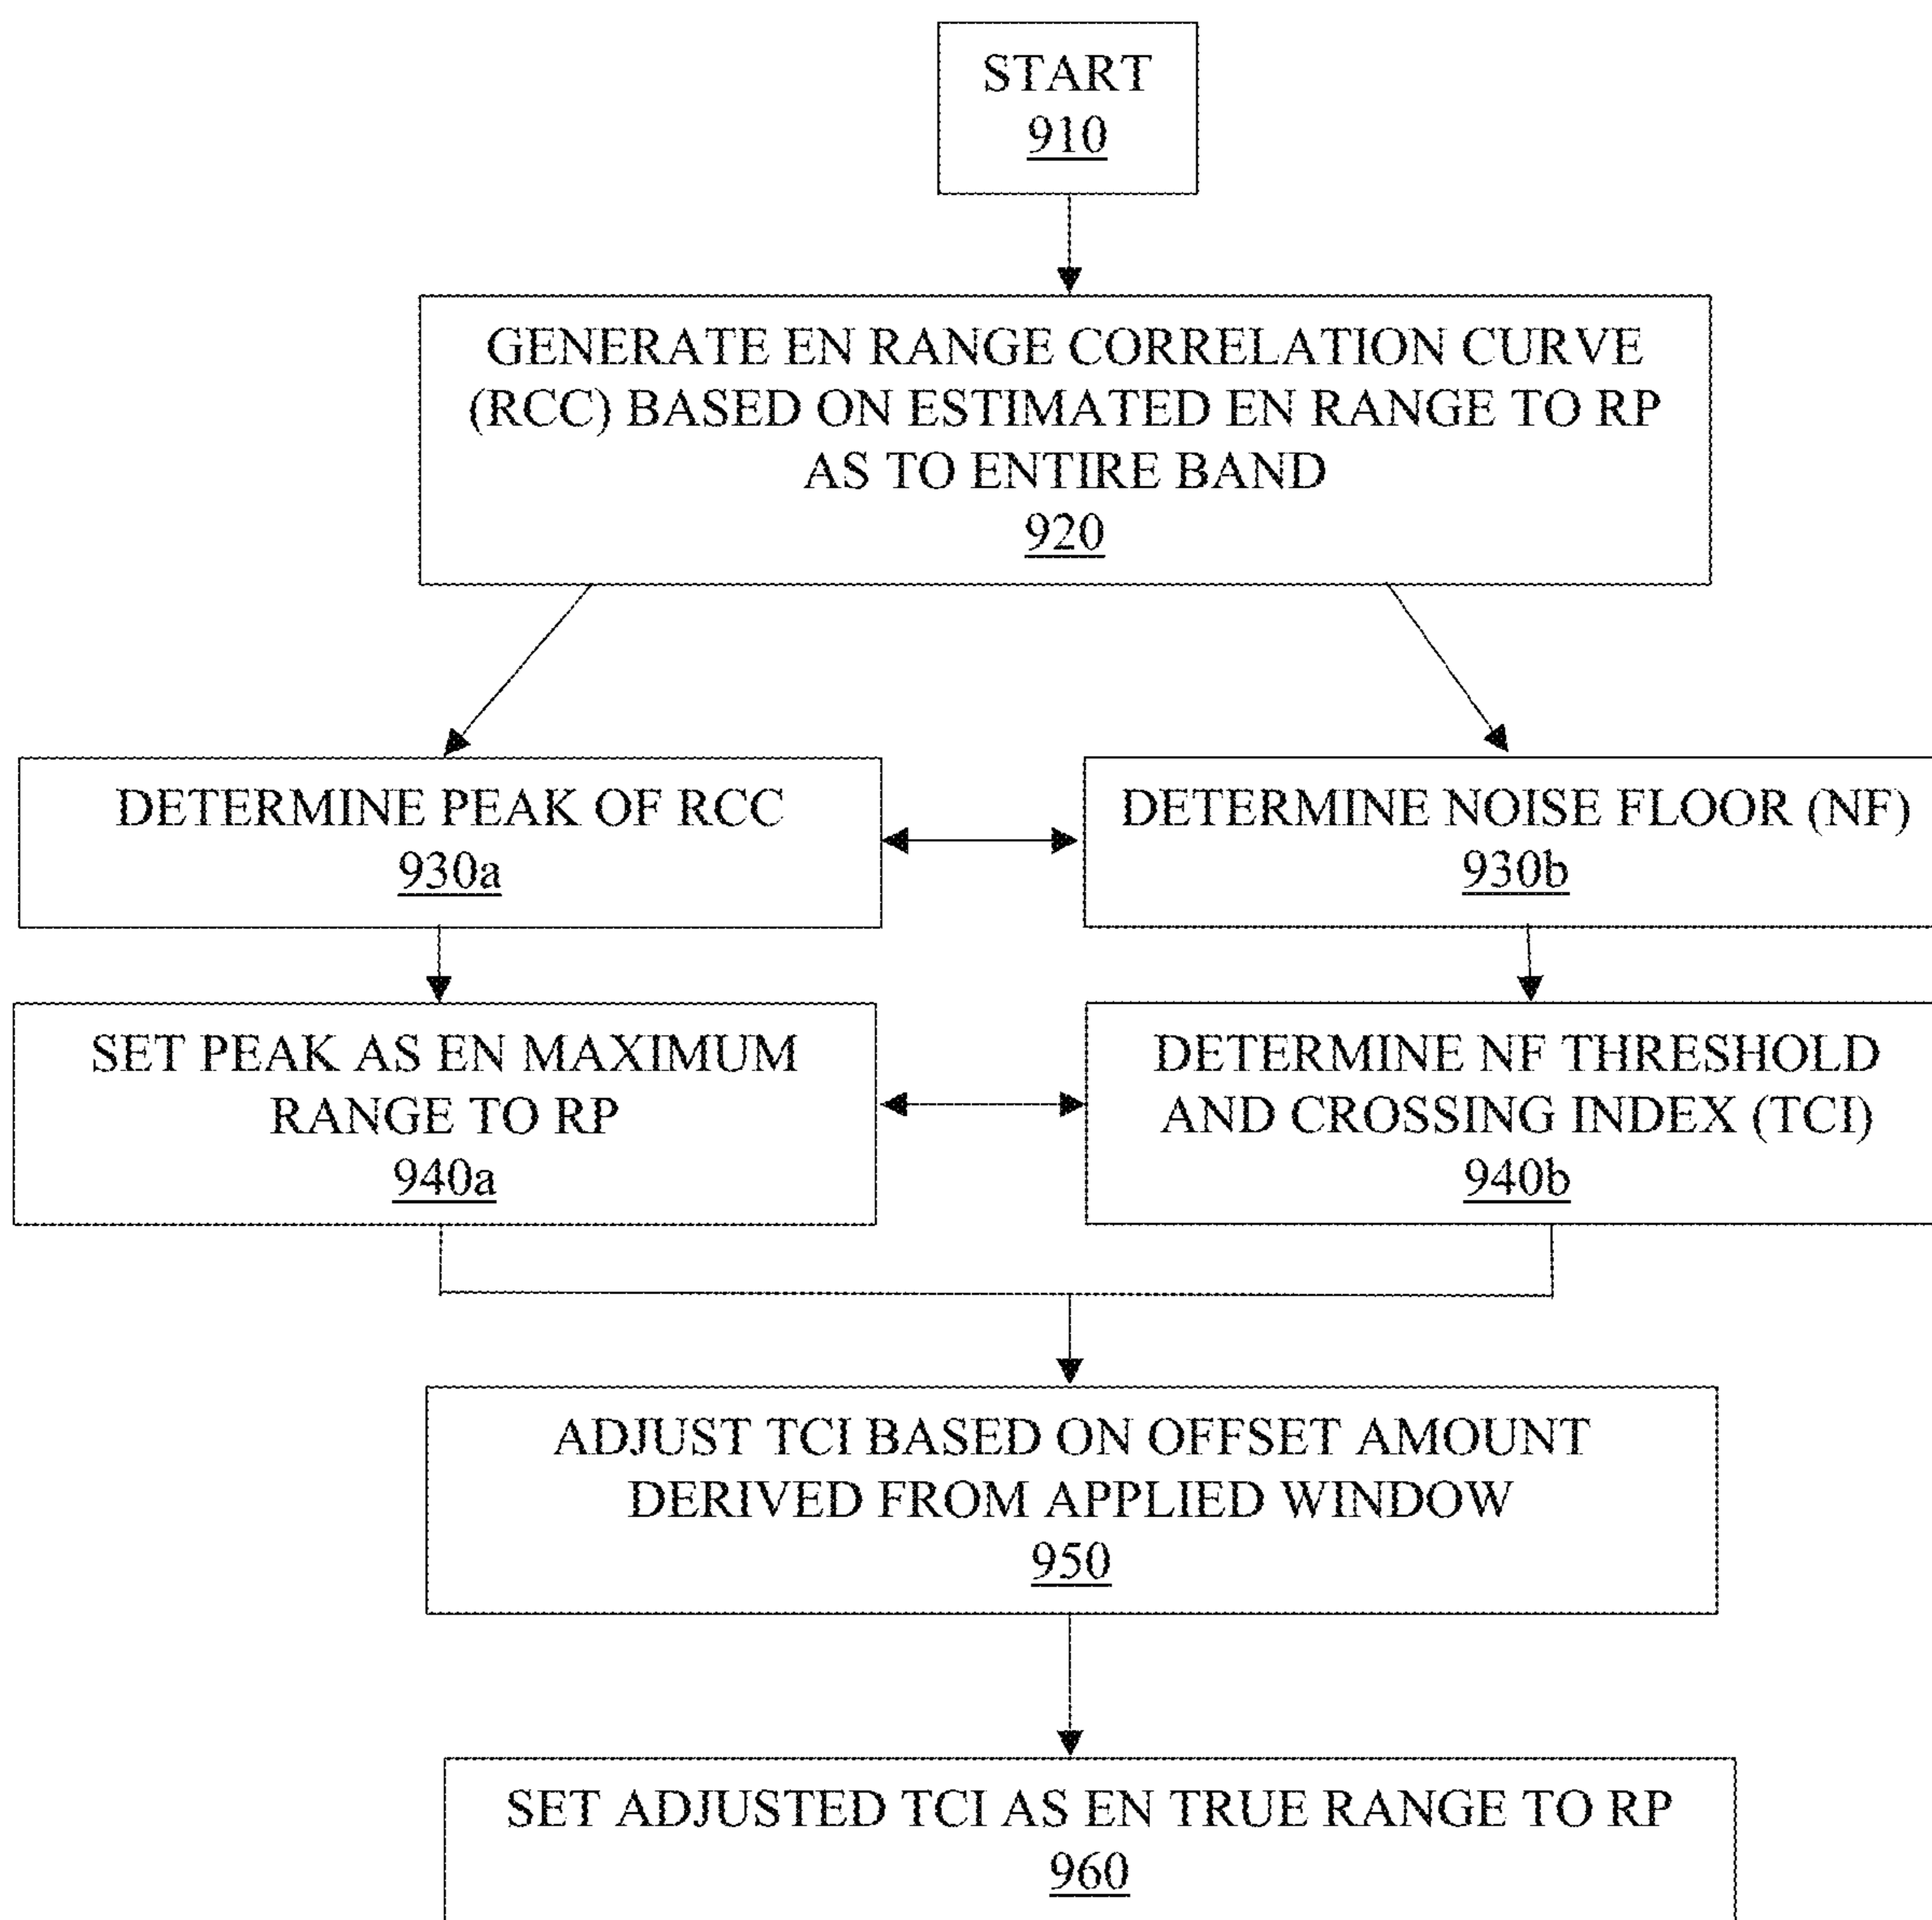 START
910
GENERATE EN RANGE CORRELATION CURVE
(RCC) BASED ON ESTIMATED EN RANGE TO RP
AS TO ENTIRE BAND
920
DETERMINE PEAK OF RCC
930a
DETERMINE NOISE FLOOR (NF)
930b
SET PEAK AS EN MAXIMUM
RANGE TO RP
940a
DETERMINE NF THRESHOLD
AND CROSSING INDEX (TCI)
940b
ADJUST TCI BASED ON OFFSET AMOUNT
DERIVED FROM APPLIED WINDOW
950
SET ADJUSTED TCI AS EN TRUE RANGE TO RP
960